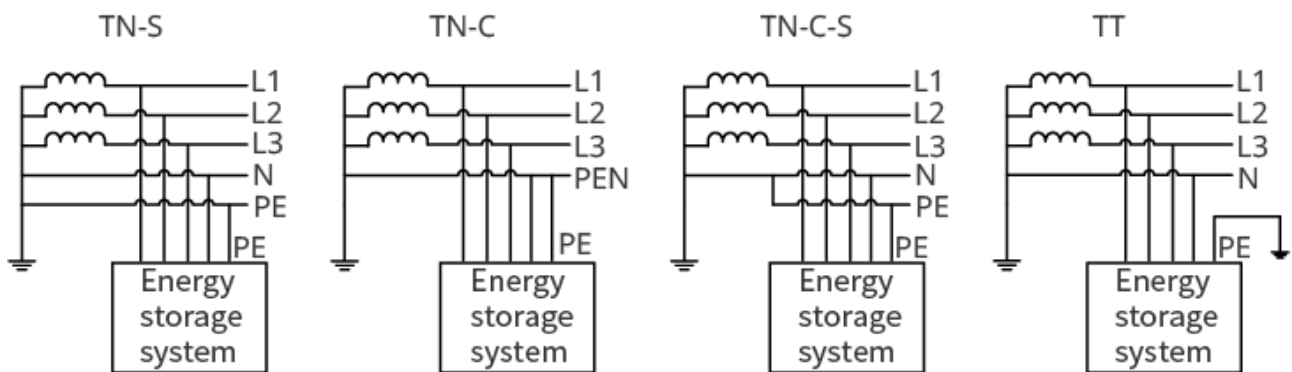 TN-S
TN-C
TN-C-S
TT
L1
L2
L3
N
PE
PE
Energy
storage
system
L1
L2
L3
PEN
PE
Energy
storage
system
L1
L2
L3
N
PE
PE
Energy
storage
system
L1
L2
L3
N
PE
Energy
storage
system